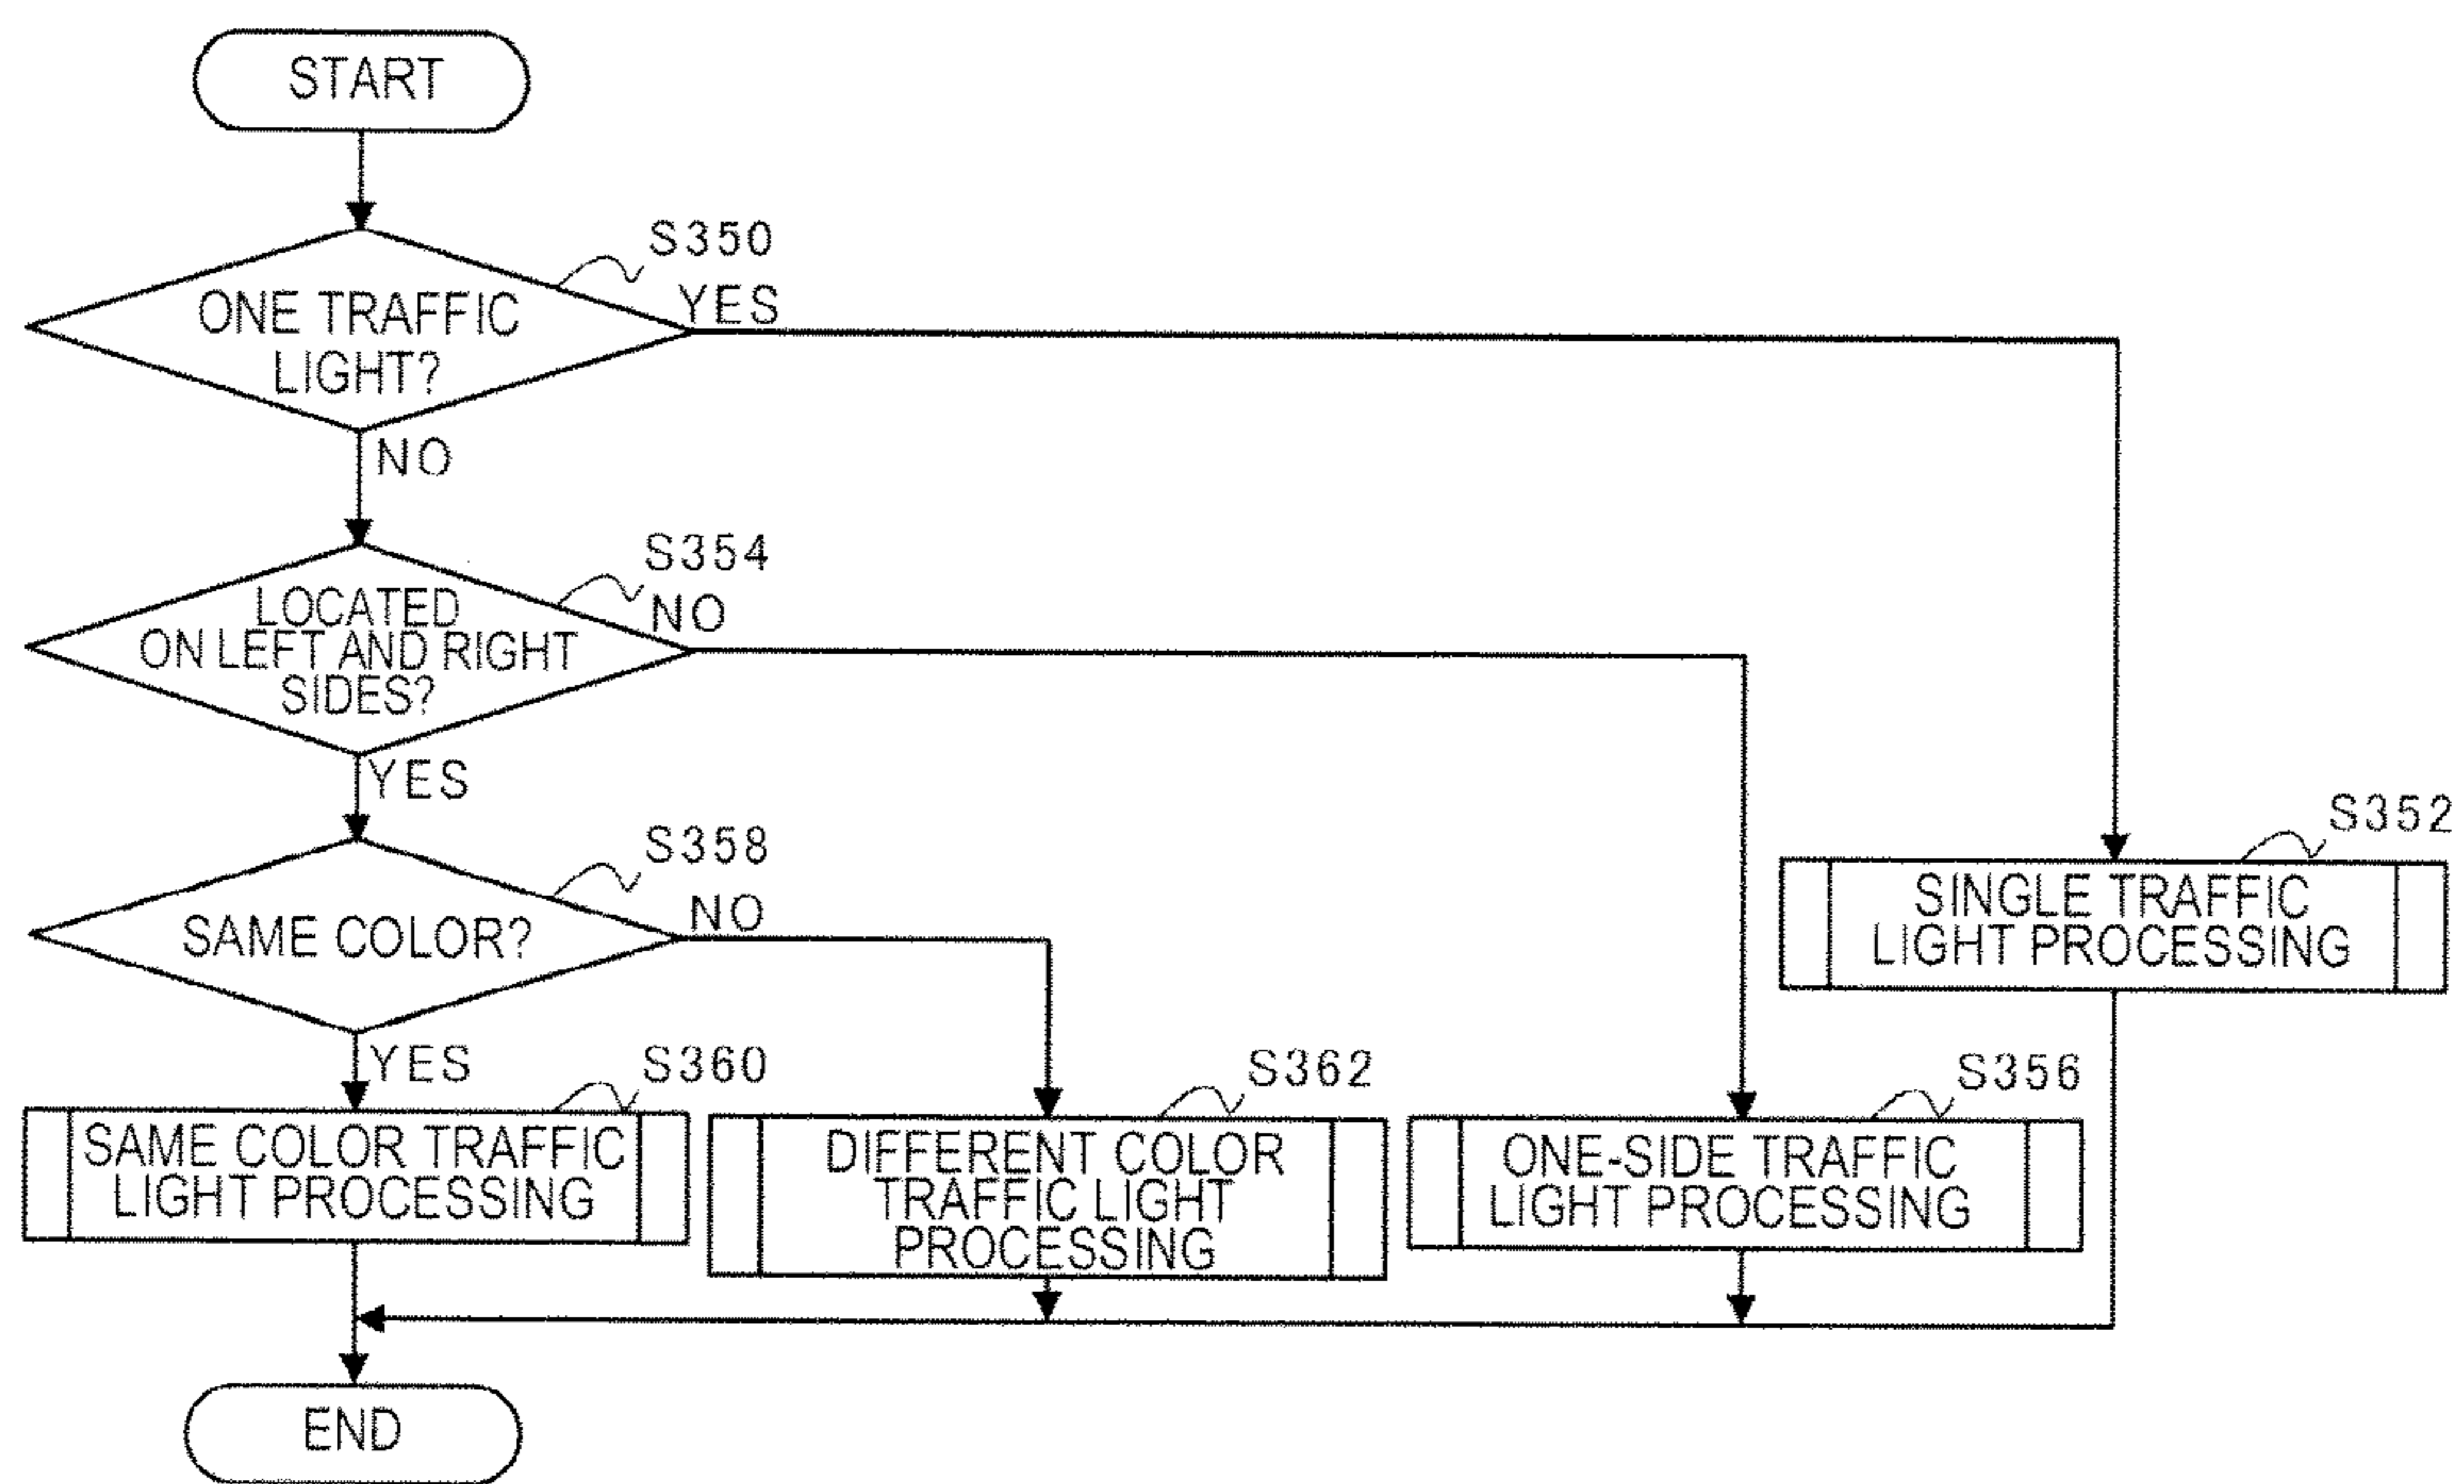 START
S350
YES
ONE TRAFFIC
LIGHT?
NO
S354
NO
LOCATED
ON LEFT AND RIGHT
SIDES?
YES
S358
NO
SAME COLOR?
YES
S352
SINGLE TRAFFIC
LIGHT PROCESSING
S360
SAME COLOR TRAFFIC
LIGHT PROCESSING
S362
DIFFERENT COLOR
TRAFFIC LIGHT
PROCESSING
S356
ONE-SIDE TRAFFIC
LIGHT PROCESSING
END